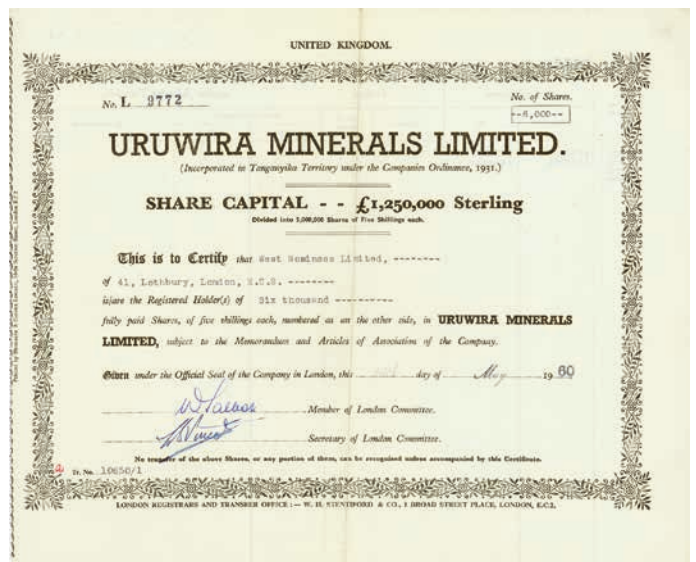 UNITED KINGDOM.
No. L 9772
No. of Shares.
--6,000--
URUWIRA MINERALS LIMITED.
(Incorporated in Tanganyika Territory under the Companies Ordinance, 1931.)
SHARE CAPITAL - - £1,250,000 Sterling
Divided into 5,000,000 Shares of Five Shillings each.
This is to Certify that West Nominees Limited, --------
of 41, Lothbury, London, E.C.2. --------
is/are the Registered Holder(s) of Six thousand ----------
fully paid Shares, of five shillings each, numbered as on the other side, in URUWIRA MINERALS
LIMITED, subject to the Memorandum and Articles of Association of the Company.
Given under the Official Seal of the Company in London, this day of May 1960
Member of London Committee.
Secretary of London Committee.
No transfer of the above Shares, or any portion of them, can be recognised unless accompanied by this Certificate.
Tr. No. 10650/1
LONDON REGISTRARS AND TRANSFER OFFICE :— W. H. STENTIFORD & CO., 1 BROAD STREET PLACE, LONDON, E.C.2.